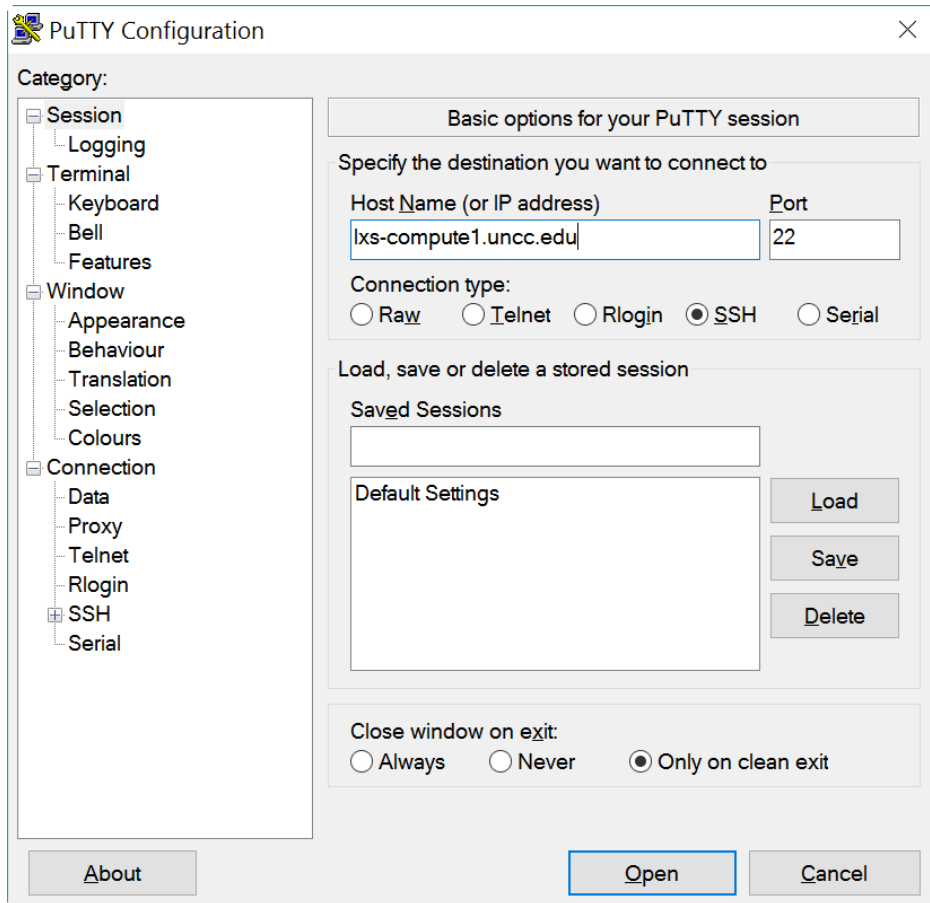 PuTTY Configuration
Category:
Session
Logging
Terminal
Keyboard
Bell
Features
Window
Appearance
Behaviour
Translation
Selection
Colours
Connection
Data
Proxy
Telnet
Rlogin
SSH
Serial
Basic options for your PuTTY session
Specify the destination you want to connect to
Host Name (or IP address) Port
lxs-compute1.uncc.edu 22
Connection type:
Raw Telnet Rlogin SSH Serial
Load, save or delete a stored session
Saved Sessions
Default Settings
Load
Save
Delete
Close window on exit:
Always Never Only on clean exit
About Open Cancel